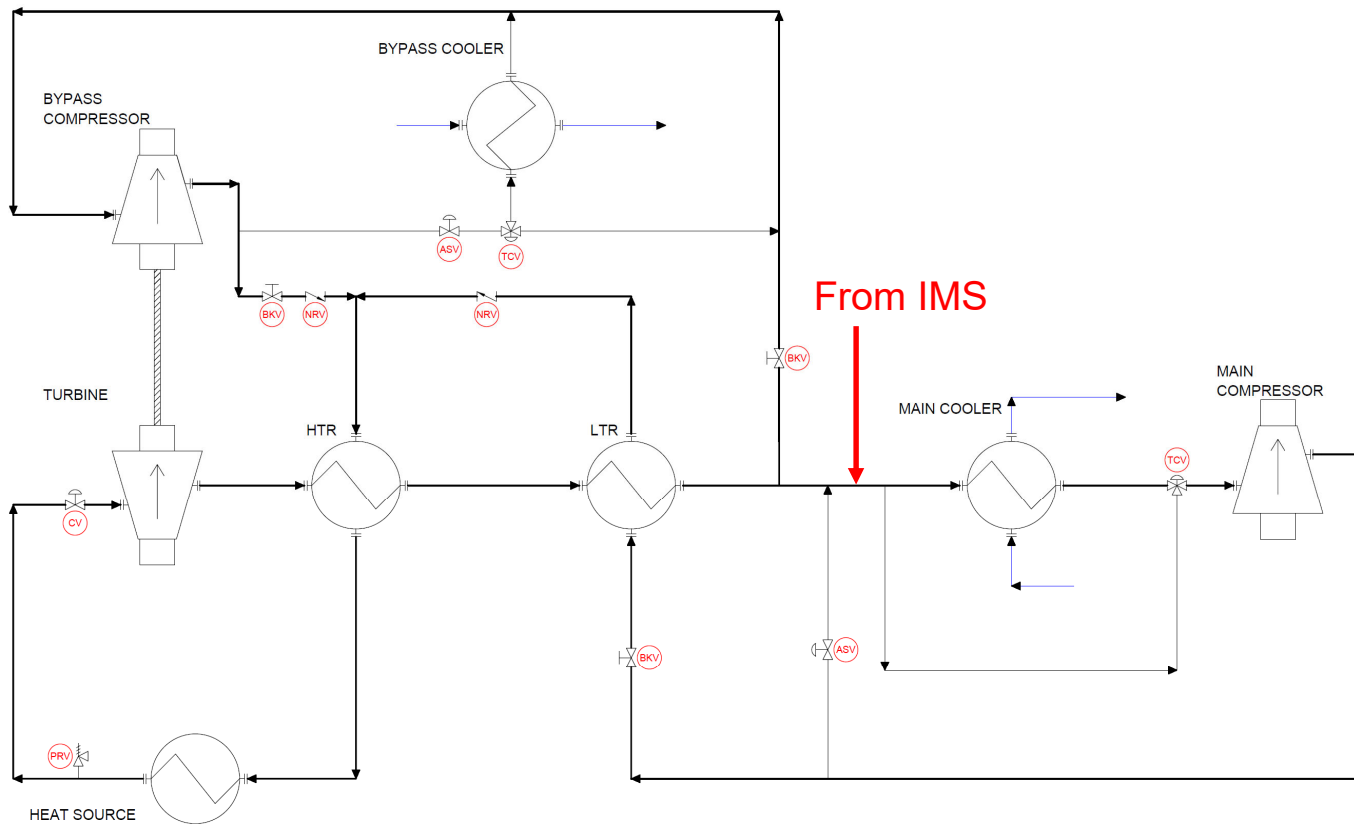 BYPASS COOLER
BYPASS
COMPRESSOR
ASV
TCV
From IMS
BKV
NRV
NRV
BKV
MAIN
COMPRESSOR
TURBINE
MAIN COOLER
HTR
LTR
TCV
CV
BKV
ASV
PRV
HEAT SOURCE